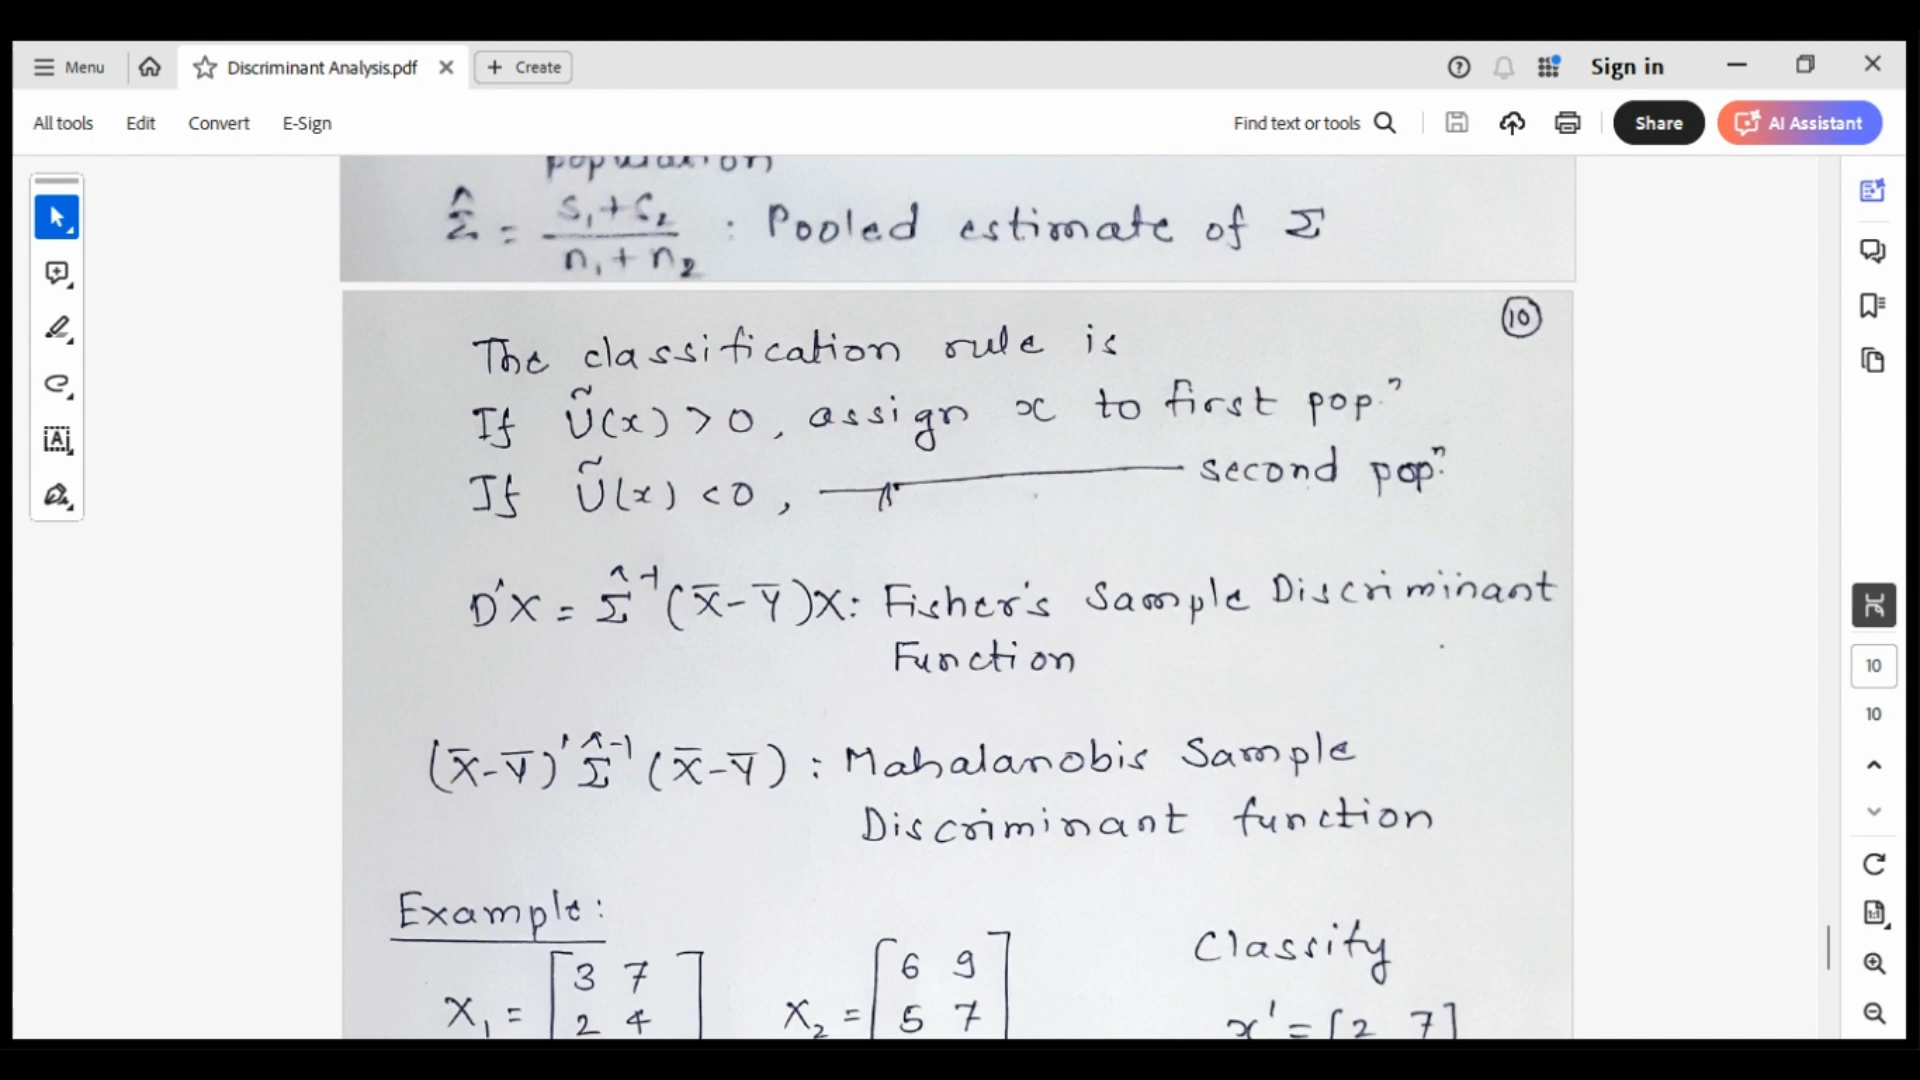 Menu
Discriminant Analysis.pdf
Create
Sign in
All tools
Edit
Convert
E-Sign
Find text or tools
Share
AI Assistant
population
Σ̂ = (S₁+S₂)/(n₁+n₂) : Pooled estimate of Σ
10
The classification rule is
If Ũ(x) > 0, assign x to first popⁿ
If Ũ(x) < 0, ——〃—— second popⁿ
D'X = Σ̂⁻¹(X̄-Ȳ)X: Fisher's Sample Discriminant
Function
(X̄-Ȳ)'Σ̂⁻¹(X̄-Ȳ) : Mahalanobis Sample
Discriminant function
Example:
Classify
X₁ = [3 7
2 4]
X₂ = [6 9
5 7]
x' = [2 7]
10
10